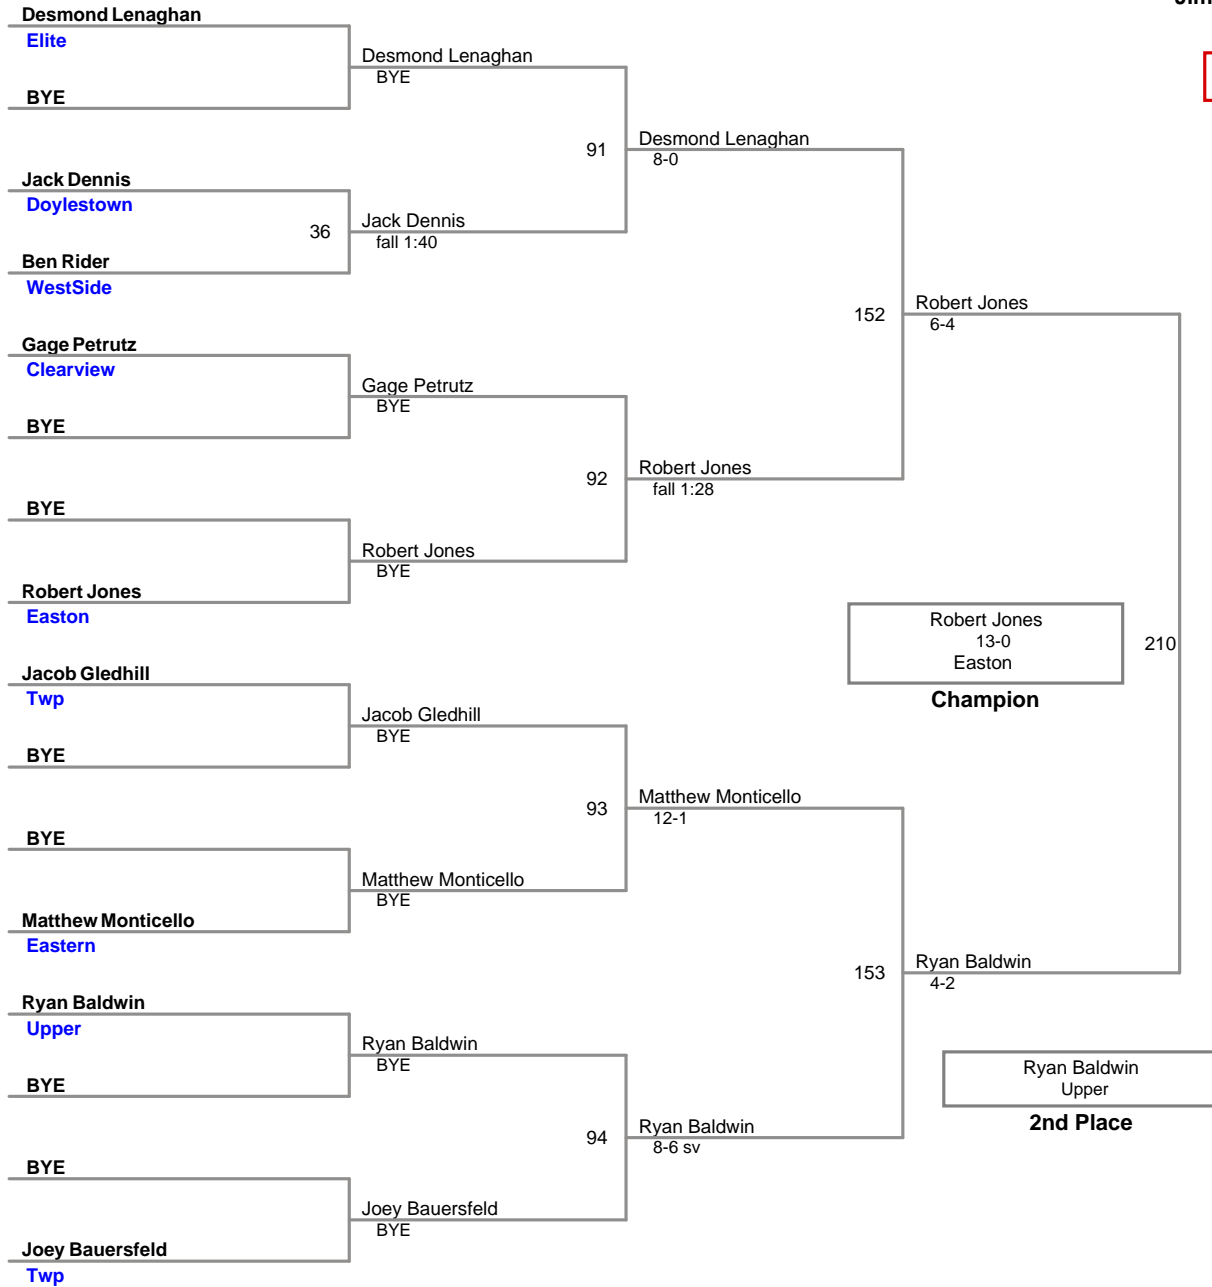 Desmond Lenaghan
Elite
BYE
Desmond Lenaghan
BYE
Jack Dennis
Doylestown
Ben Rider
WestSide
36
Jack Dennis
fall 1:40
91
Desmond Lenaghan
8-0
Gage Petrutz
Clearview
BYE
Gage Petrutz
BYE
BYE
Robert Jones
Easton
Robert Jones
BYE
92
Robert Jones
fall 1:28
152
Robert Jones
6-4
Jacob Gledhill
Twp
BYE
Jacob Gledhill
BYE
BYE
Matthew Monticello
Eastern
Matthew Monticello
BYE
93
Matthew Monticello
12-1
Ryan Baldwin
Upper
BYE
Ryan Baldwin
BYE
BYE
Joey Bauersfeld
Twp
Joey Bauersfeld
BYE
94
Ryan Baldwin
8-6 sv
153
Ryan Baldwin
4-2
210
Robert Jones
13-0
Easton
Champion
Ryan Baldwin
Upper
2nd Place